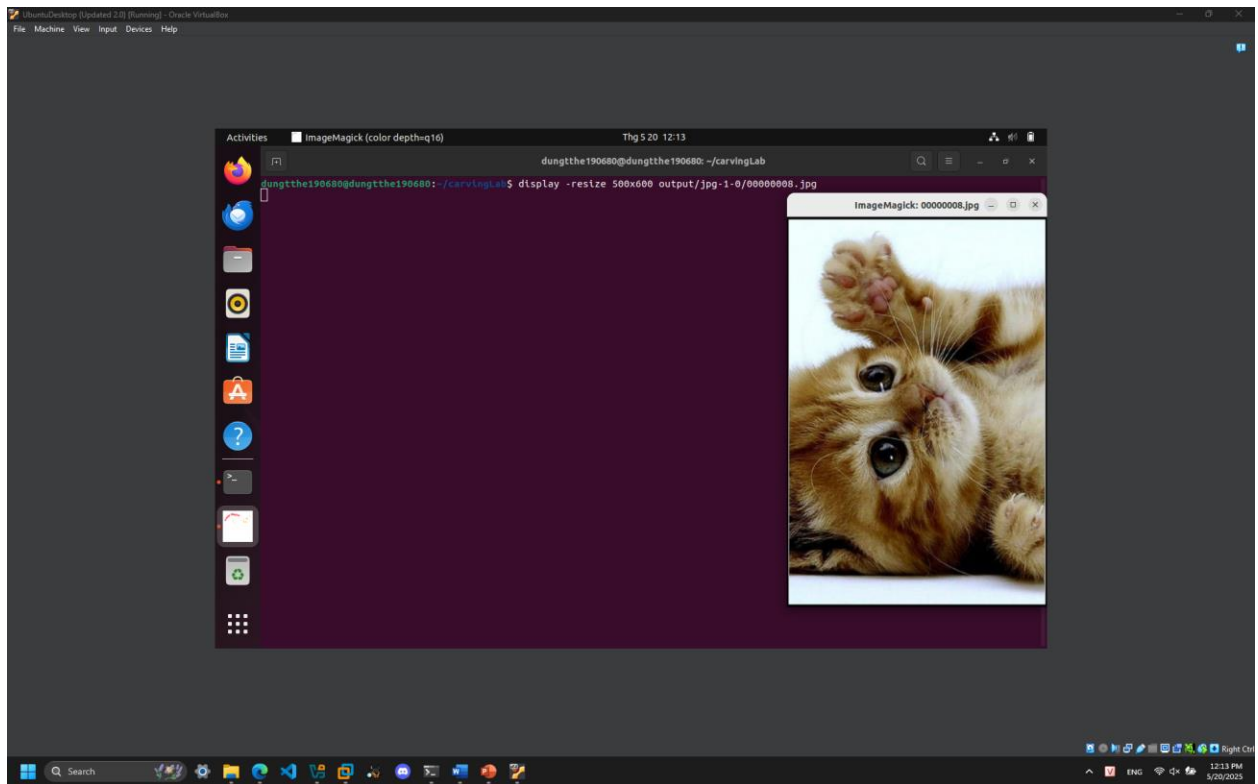 UbuntuDesktop (Updated 2.0) [Running] - Oracle VirtualBox
File Machine View Input Devices Help
Activities ImageMagick (color depth=q16) Thg 5 20 12:13
dungtthe190680@dungtthe190680: ~/carvingLab
dungtthe190680@dungtthe190680:~/carvingLab$ display -resize 500x600 output/jpg-1-0/00000008.jpg
ImageMagick: 00000008.jpg
Right Ctrl
Search
V ENG 12:13 PM
5/20/2025